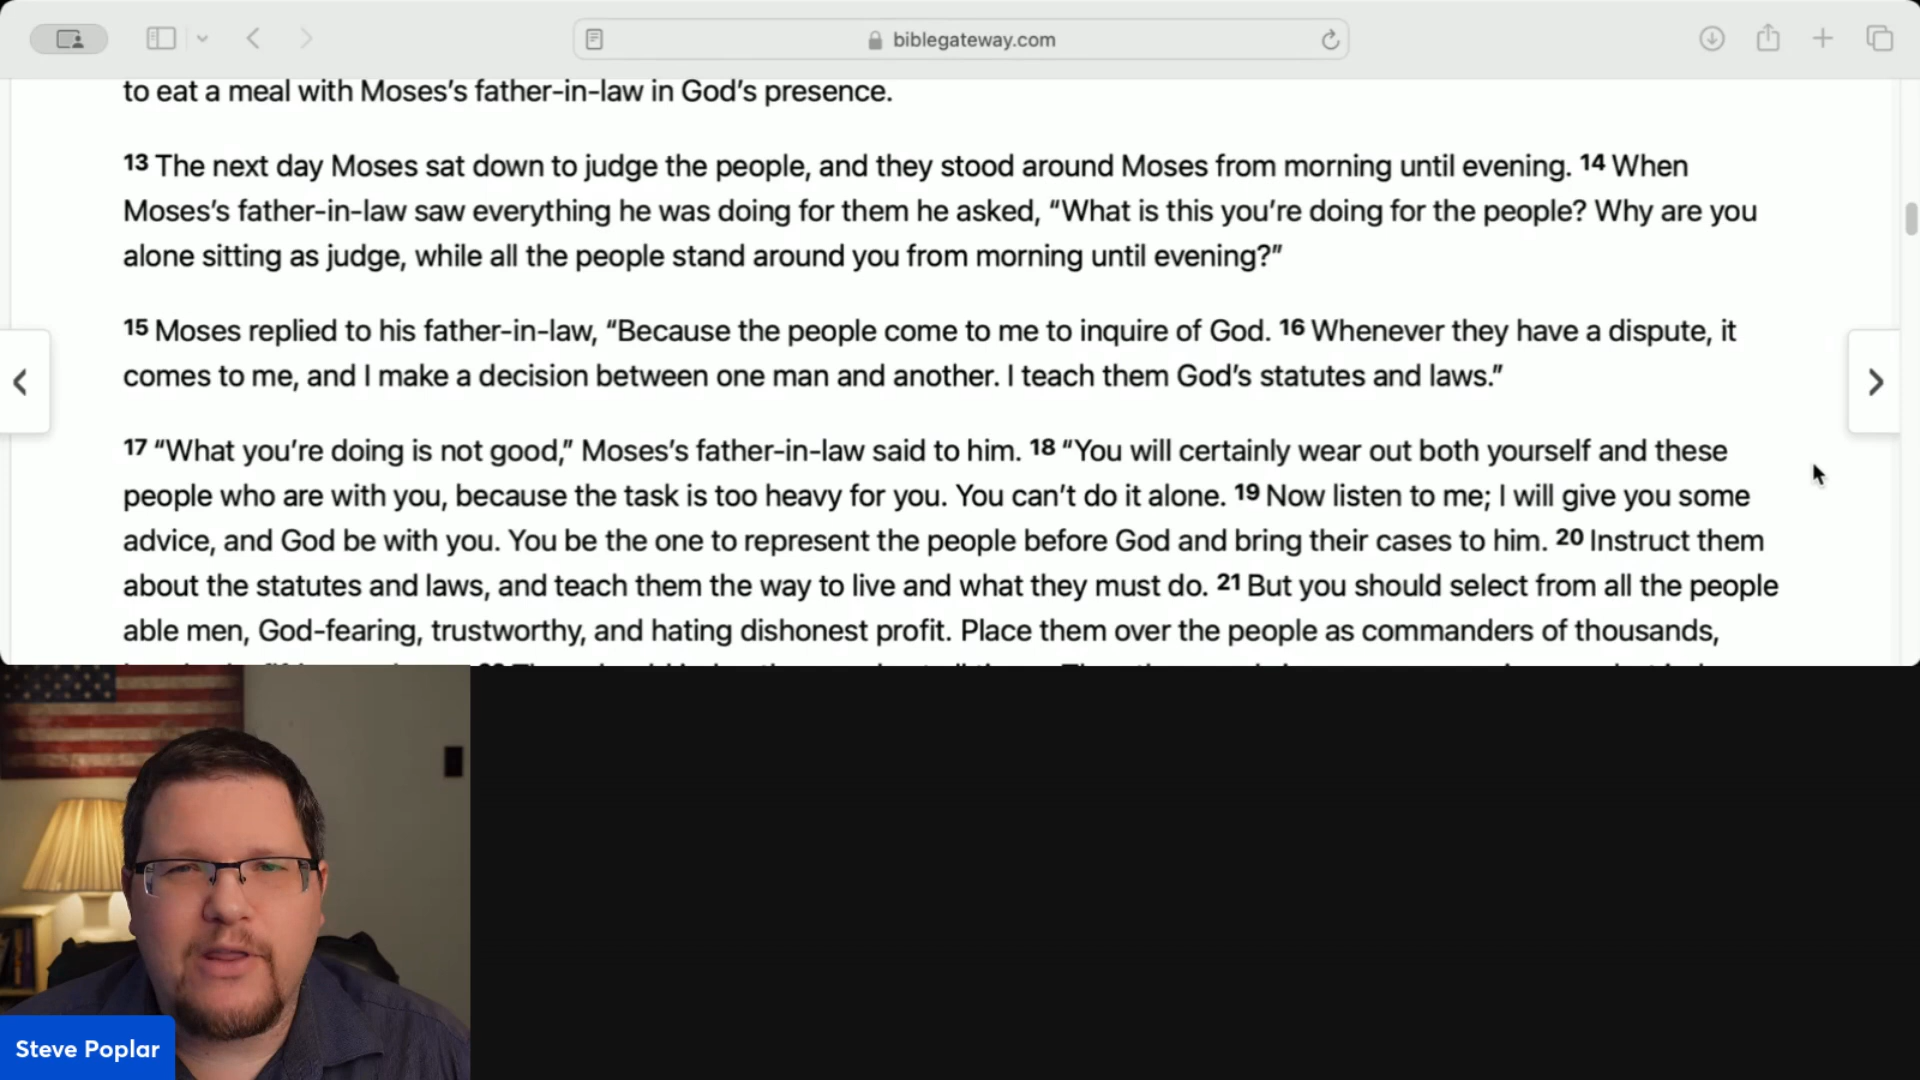 biblegateway.com
to eat a meal with Moses’s father-in-law in God’s presence.
13 The next day Moses sat down to judge the people, and they stood around Moses from morning until evening. 14 When
Moses’s father-in-law saw everything he was doing for them he asked, “What is this you’re doing for the people? Why are you
alone sitting as judge, while all the people stand around you from morning until evening?”
15 Moses replied to his father-in-law, “Because the people come to me to inquire of God. 16 Whenever they have a dispute, it
comes to me, and I make a decision between one man and another. I teach them God’s statutes and laws.”
17 “What you’re doing is not good,” Moses’s father-in-law said to him. 18 “You will certainly wear out both yourself and these
people who are with you, because the task is too heavy for you. You can’t do it alone. 19 Now listen to me; I will give you some
advice, and God be with you. You be the one to represent the people before God and bring their cases to him. 20 Instruct them
about the statutes and laws, and teach them the way to live and what they must do. 21 But you should select from all the people
able men, God-fearing, trustworthy, and hating dishonest profit. Place them over the people as commanders of thousands,
Steve Poplar